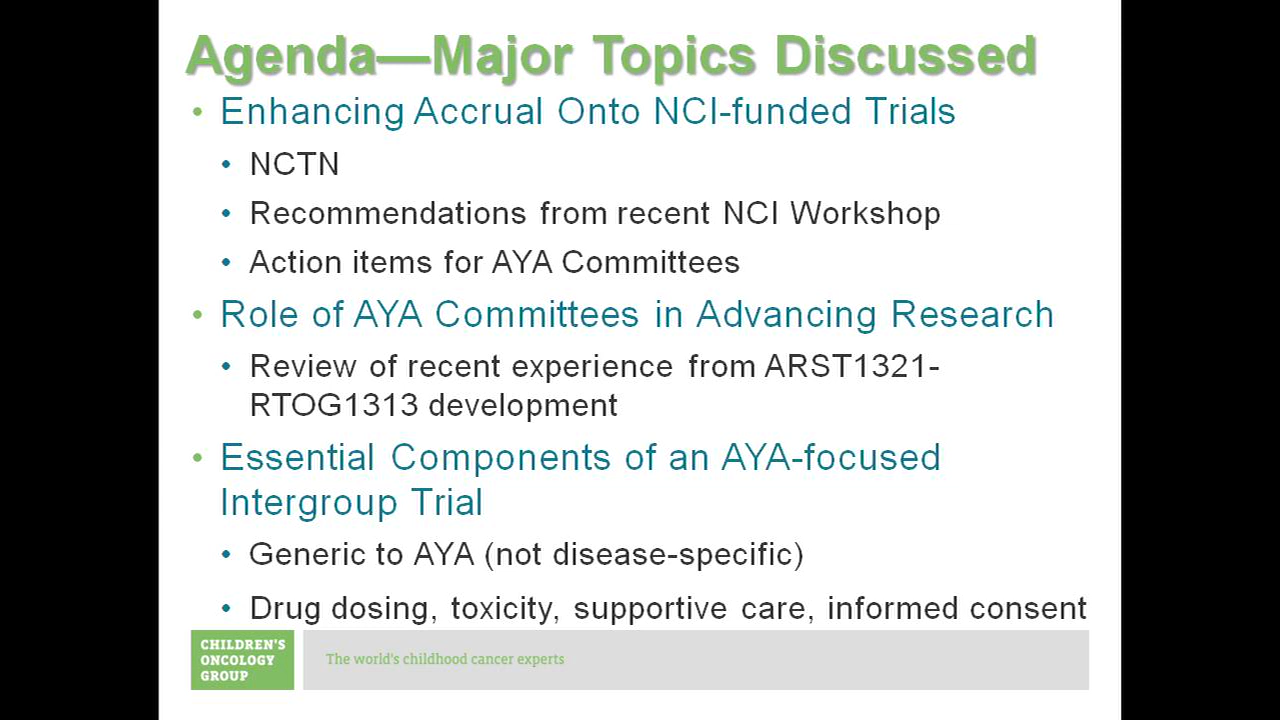 Agenda—Major Topics Discussed
• Enhancing Accrual Onto NCI-funded Trials
• NCTN
• Recommendations from recent NCI Workshop
• Action items for AYA Committees
• Role of AYA Committees in Advancing Research
• Review of recent experience from ARST1321-
RTOG1313 development
• Essential Components of an AYA-focused
Intergroup Trial
• Generic to AYA (not disease-specific)
• Drug dosing, toxicity, supportive care, informed consent
CHILDREN'S
ONCOLOGY
GROUP
The world's childhood cancer experts